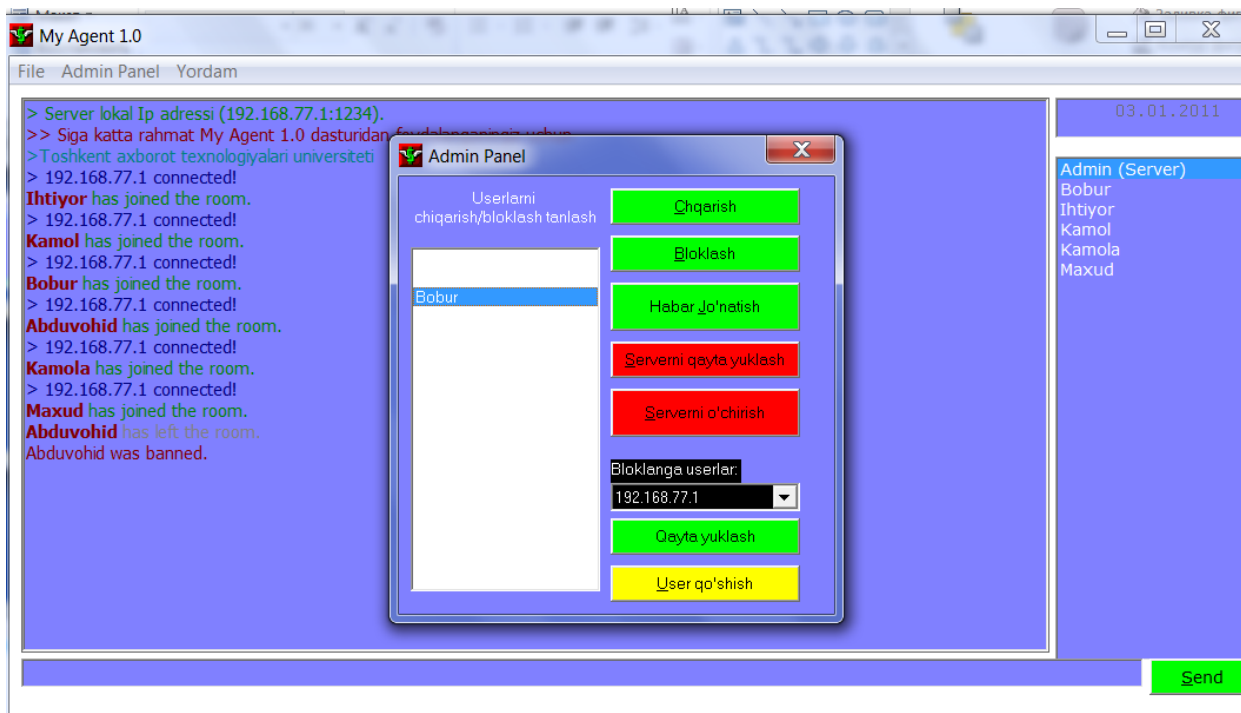 My Agent 1.0
File Admin Panel Yordam
> Server lokal Ip adressi (192.168.77.1:1234).
>> Siga katta rahmat My Agent 1.0 dasturidan foydalanganingiz uchun
>Toshkent axborot texnologiyalari universiteti
> 192.168.77.1 connected!
Ihtiyor has joined the room.
> 192.168.77.1 connected!
Kamol has joined the room.
> 192.168.77.1 connected!
Bobur has joined the room.
> 192.168.77.1 connected!
Abduvohid has joined the room.
> 192.168.77.1 connected!
Kamola has joined the room.
> 192.168.77.1 connected!
Maxud has joined the room.
Abduvohid has left the room.
Abduvohid was banned.
Admin Panel
Userlarni
chiqarish/bloklash tanlash
Bobur
Chqarish
Bloklash
Habar Jo'natish
Serverni qayta yuklash
Serverni o'chirish
Bloklanga userlar:
192.168.77.1
Qayta yuklash
User qo'shish
03.01.2011
Admin (Server)
Bobur
Ihtiyor
Kamol
Kamola
Maxud
Send